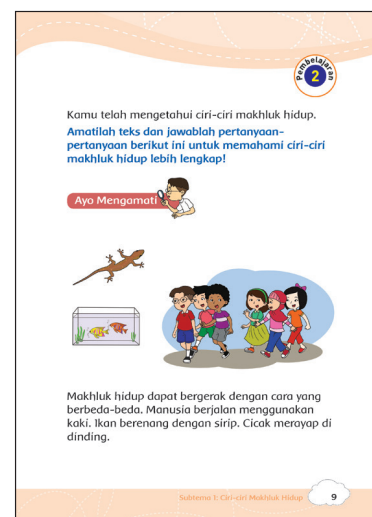 Pembelajaran
2
Kamu telah mengetahui ciri-ciri makhluk hidup.
Amatilah teks dan jawablah pertanyaan-
pertanyaan berikut ini untuk memahami ciri-ciri
makhluk hidup lebih lengkap!
Ayo Mengamati
Makhluk hidup dapat bergerak dengan cara yang
berbeda-beda. Manusia berjalan menggunakan
kaki. Ikan berenang dengan sirip. Cicak merayap di
dinding.
Subtema 1: Ciri-ciri Makhluk Hidup
9